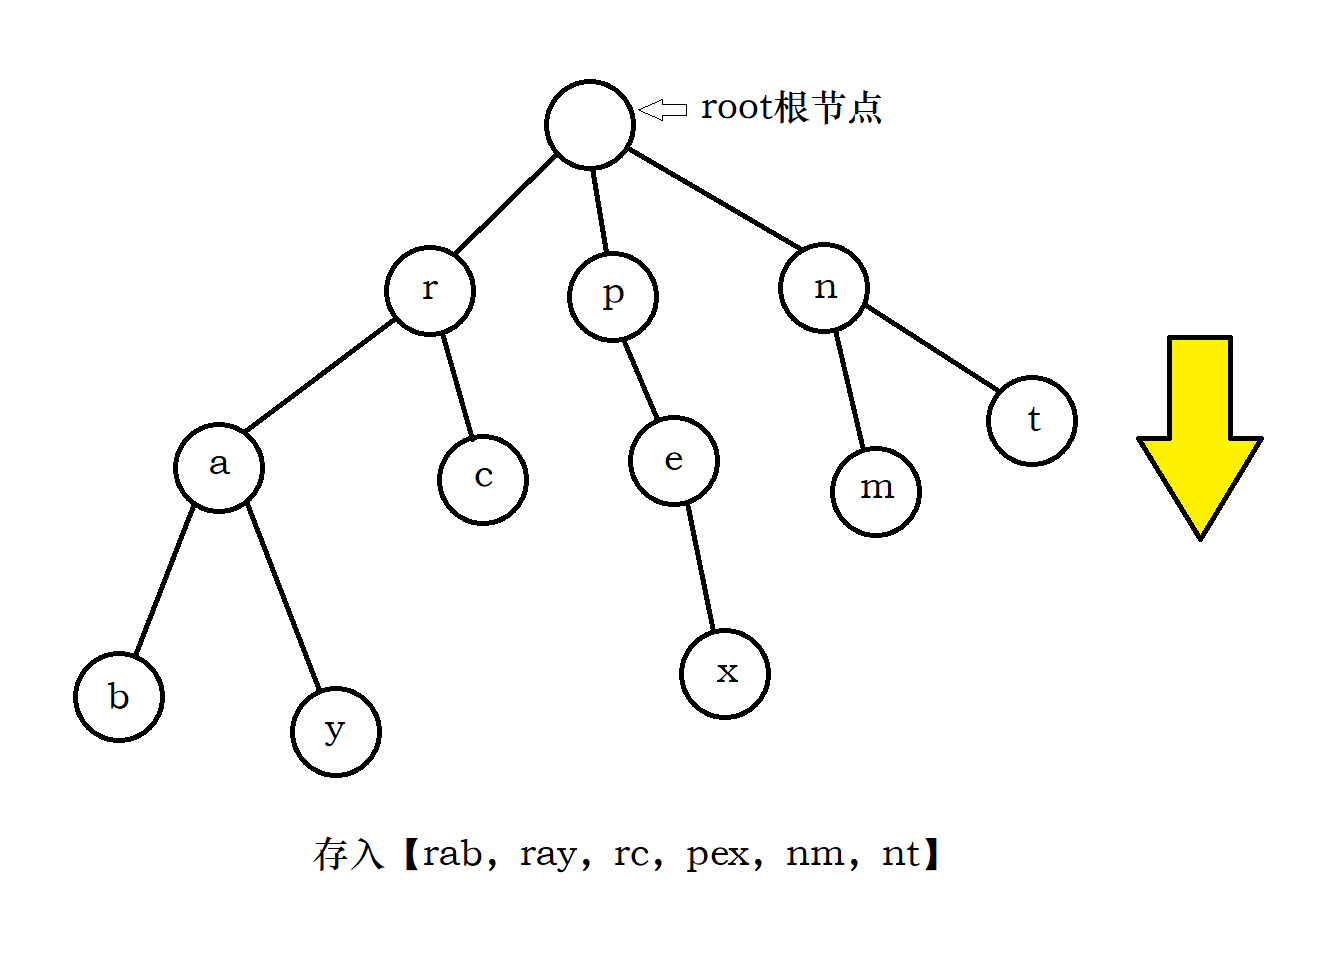 root根节点
r
p
n
t
a
c
e
m
x
b
y
存入【rab，ray，rc，pex，nm，nt】